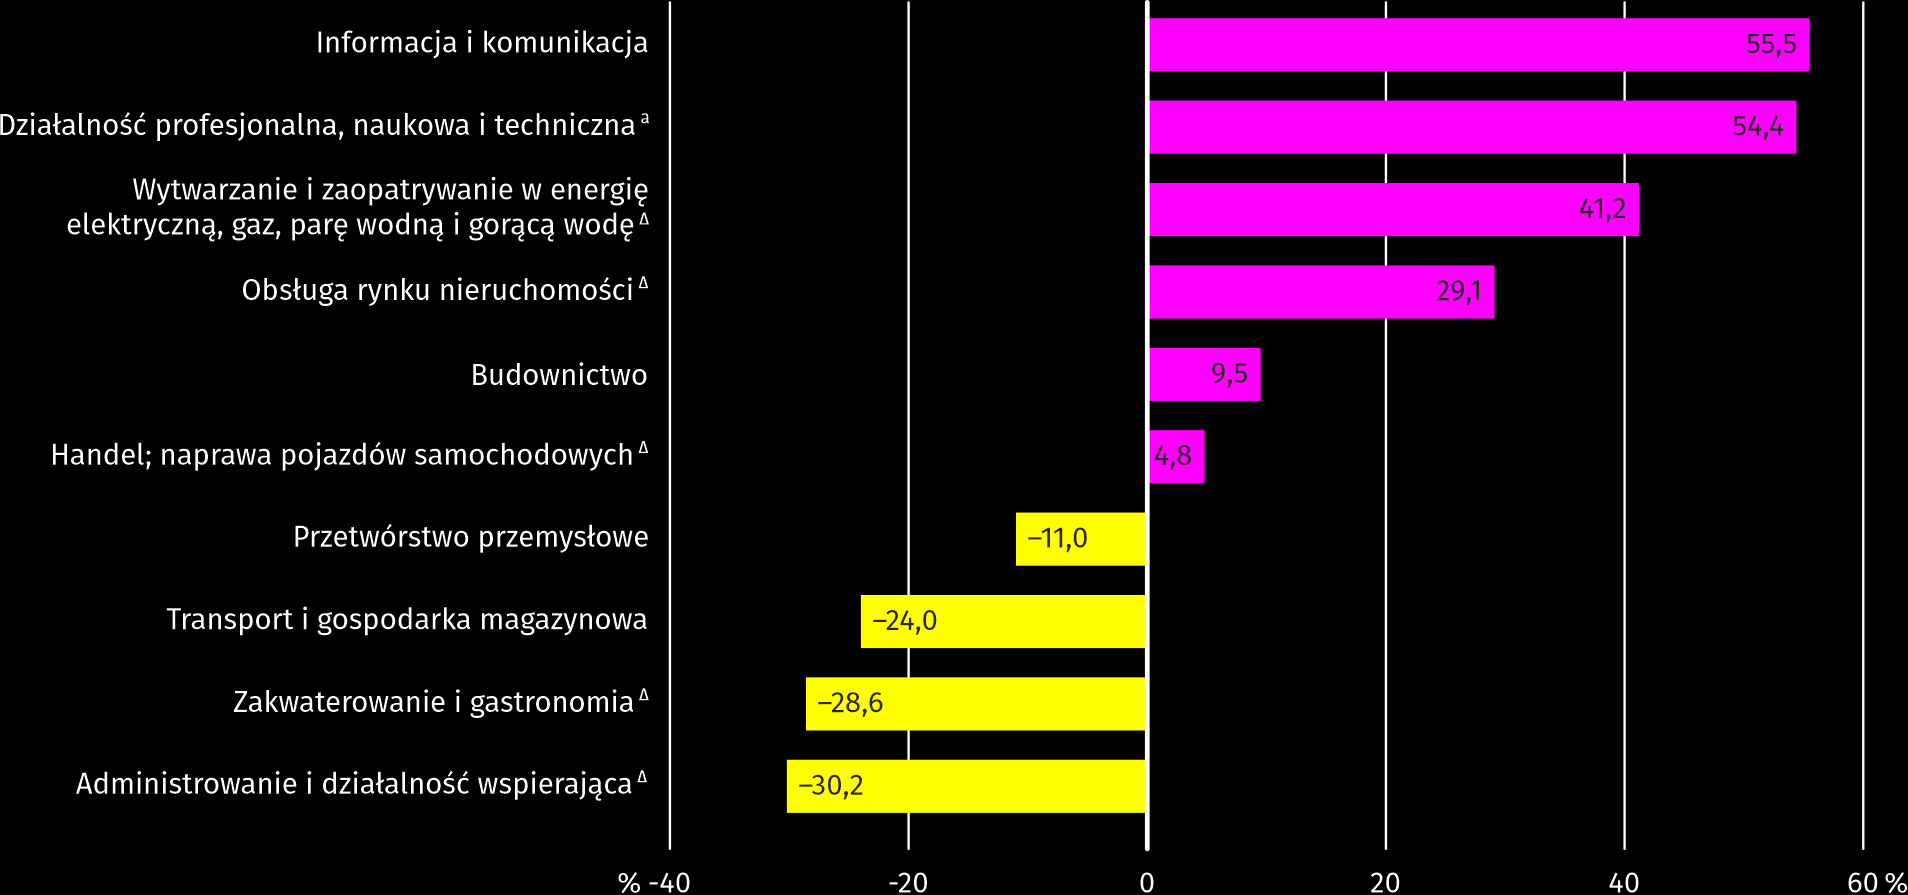 Informacja i komunikacja
55,5
Działalność profesjonalna, naukowa i techniczna ª
54,4
Wytwarzanie i zaopatrywanie w energię
elektryczną, gaz, parę wodną i gorącą wodę Δ
41,2
Obsługa rynku nieruchomości Δ
29,1
Budownictwo
9,5
Handel; naprawa pojazdów samochodowych Δ
4,8
Przetwórstwo przemysłowe
–11,0
Transport i gospodarka magazynowa
–24,0
Zakwaterowanie i gastronomia Δ
–28,6
Administrowanie i działalność wspierająca Δ
–30,2
% -40 -20 0 20 40 60 %